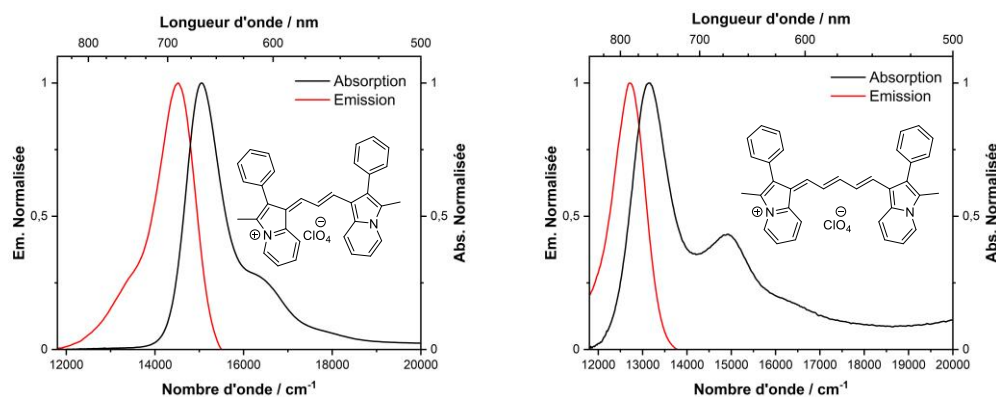 Longueur d'onde / nm
800 700 600 500
1 1
Absorption
Emission
Em. Normalisée
0,5 0,5
Abs. Normalisée
N
+
⊖
ClO4
N
0 0
12000 14000 16000 18000 20000
Nombre d'onde / cm-1
Longueur d'onde / nm
800 700 600 500
1 1
Absorption
Emission
Em. Normalisée
0,5 0,5
Abs. Normalisée
N
+
⊖
ClO4
N
0 0
12000 13000 14000 15000 16000 17000 18000 19000 20000
Nombre d'onde / cm-1